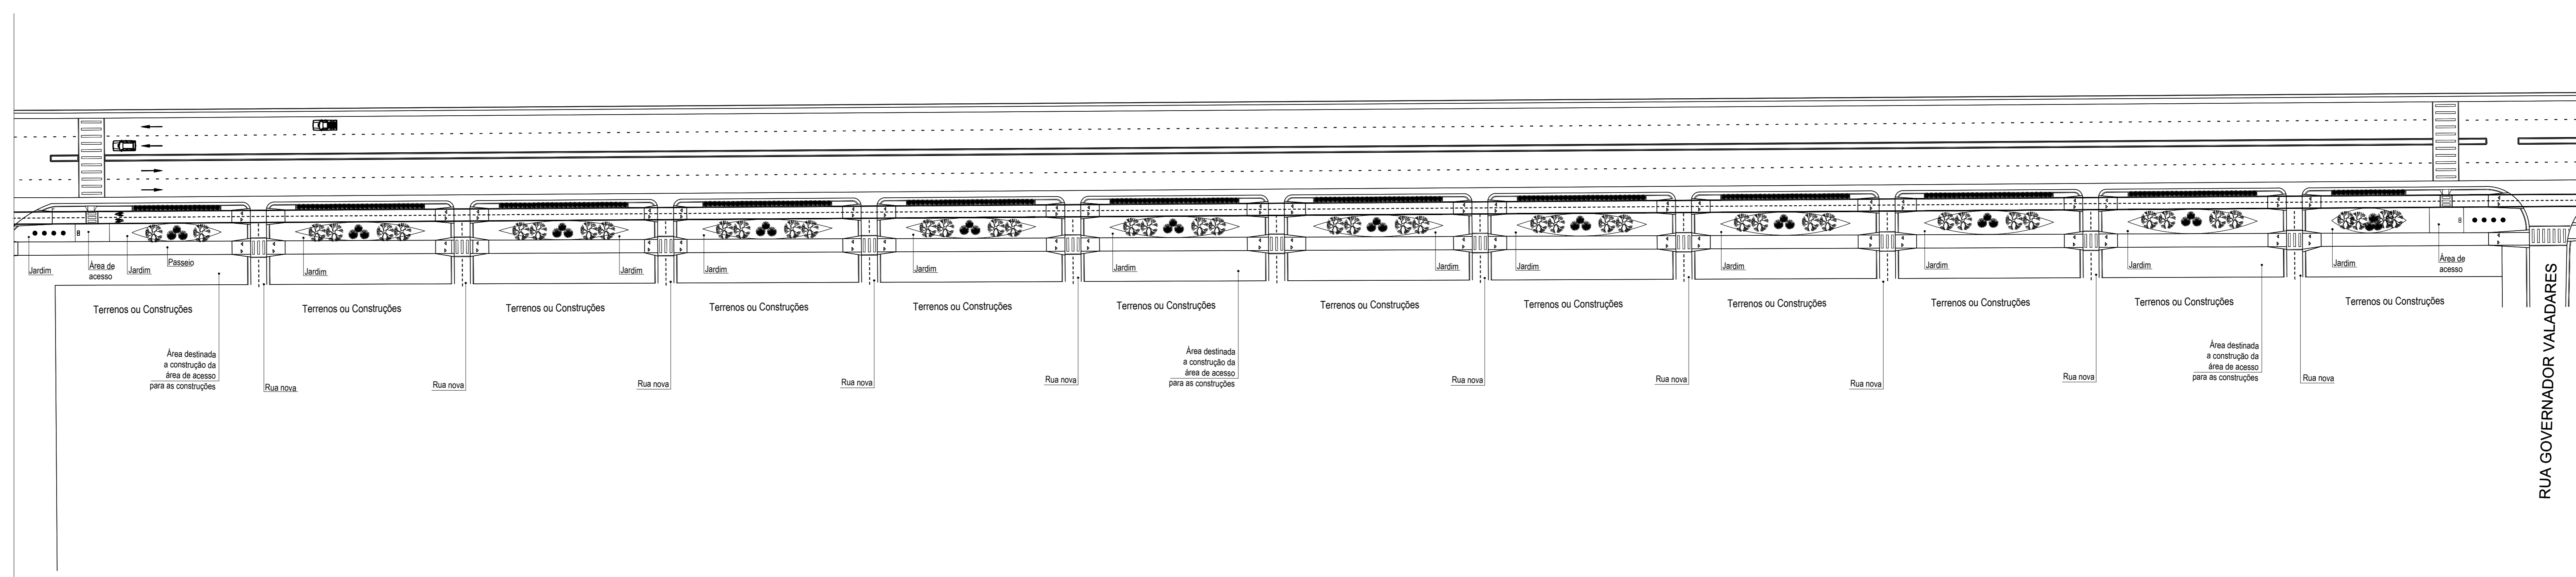 Jardim
Área de
acesso
Jardim
Passeio
Jardim
Jardim
Jardim
Jardim
Jardim
Jardim
Jardim
Jardim
Jardim
Jardim
Jardim
Área de
acesso
Terrenos ou Construções
Terrenos ou Construções
Terrenos ou Construções
Terrenos ou Construções
Terrenos ou Construções
Terrenos ou Construções
Terrenos ou Construções
Terrenos ou Construções
Terrenos ou Construções
Terrenos ou Construções
Terrenos ou Construções
Terrenos ou Construções
Área destinada
a construção da
área de acesso
para as construções
Rua nova
Rua nova
Rua nova
Rua nova
Rua nova
Área destinada
a construção da
área de acesso
para as construções
Rua nova
Rua nova
Rua nova
Rua nova
Área destinada
a construção da
área de acesso
para as construções
Rua nova
RUA GOVERNADOR VALADARES